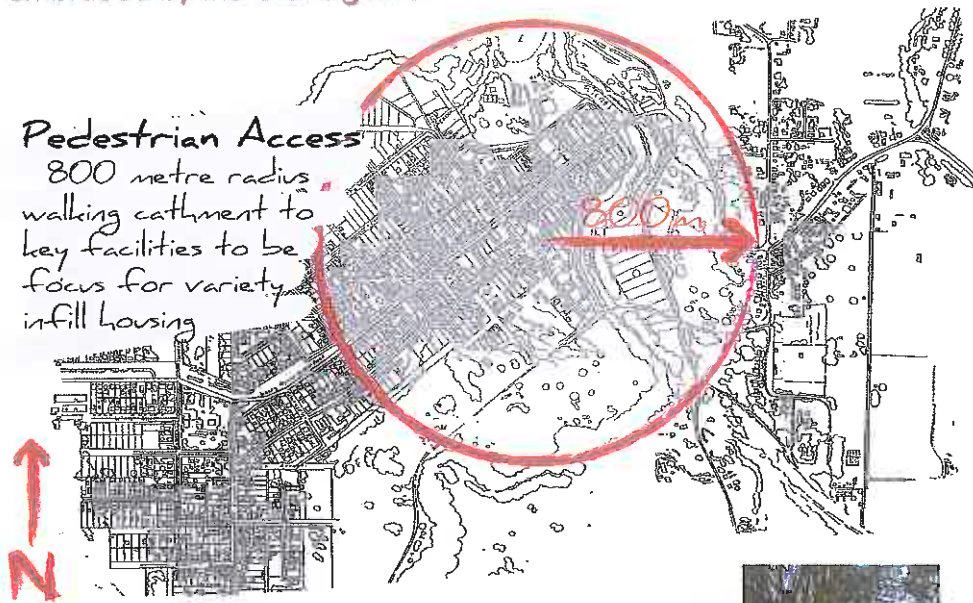 Pedestrian Access
800 metre radius
walking cathment to
key facilities to be
focus for variety
infill housing
800m
N